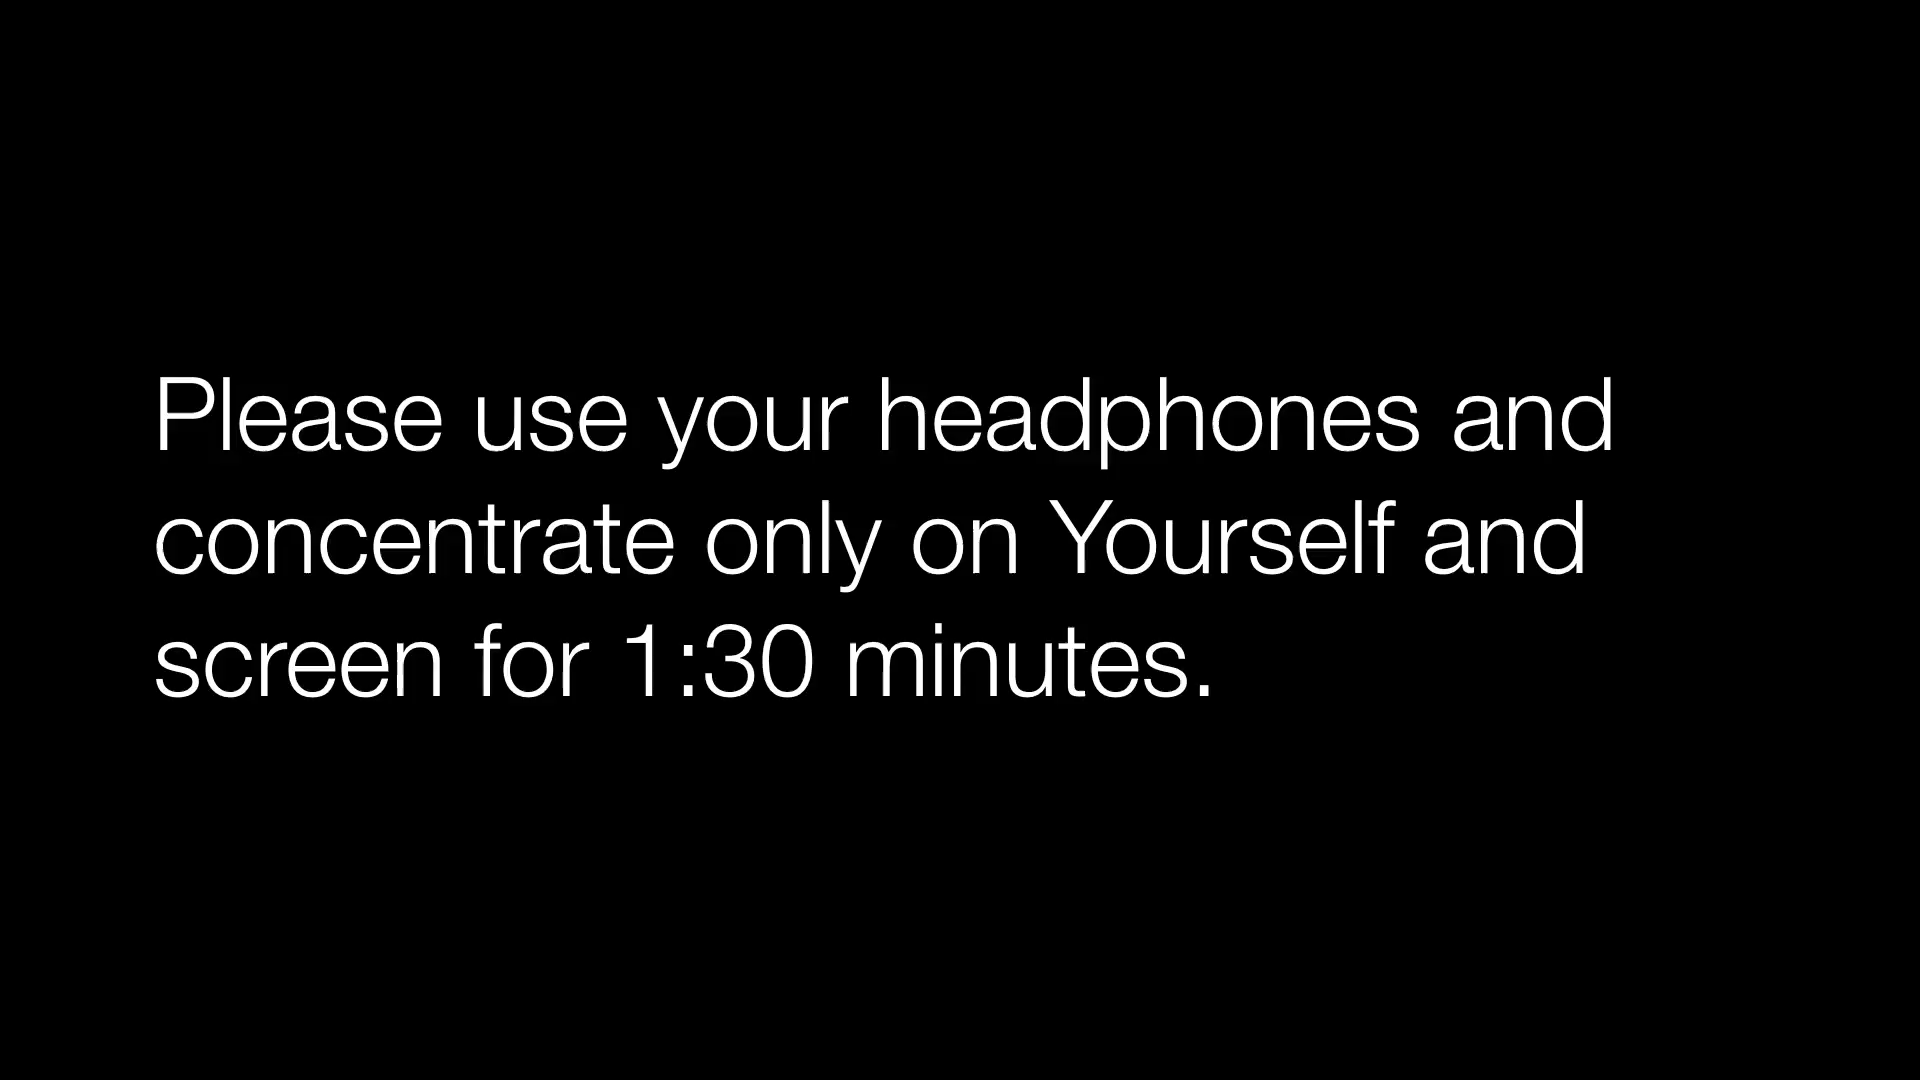 Please use your headphones and
concentrate only on Yourself and
screen for 1:30 minutes.